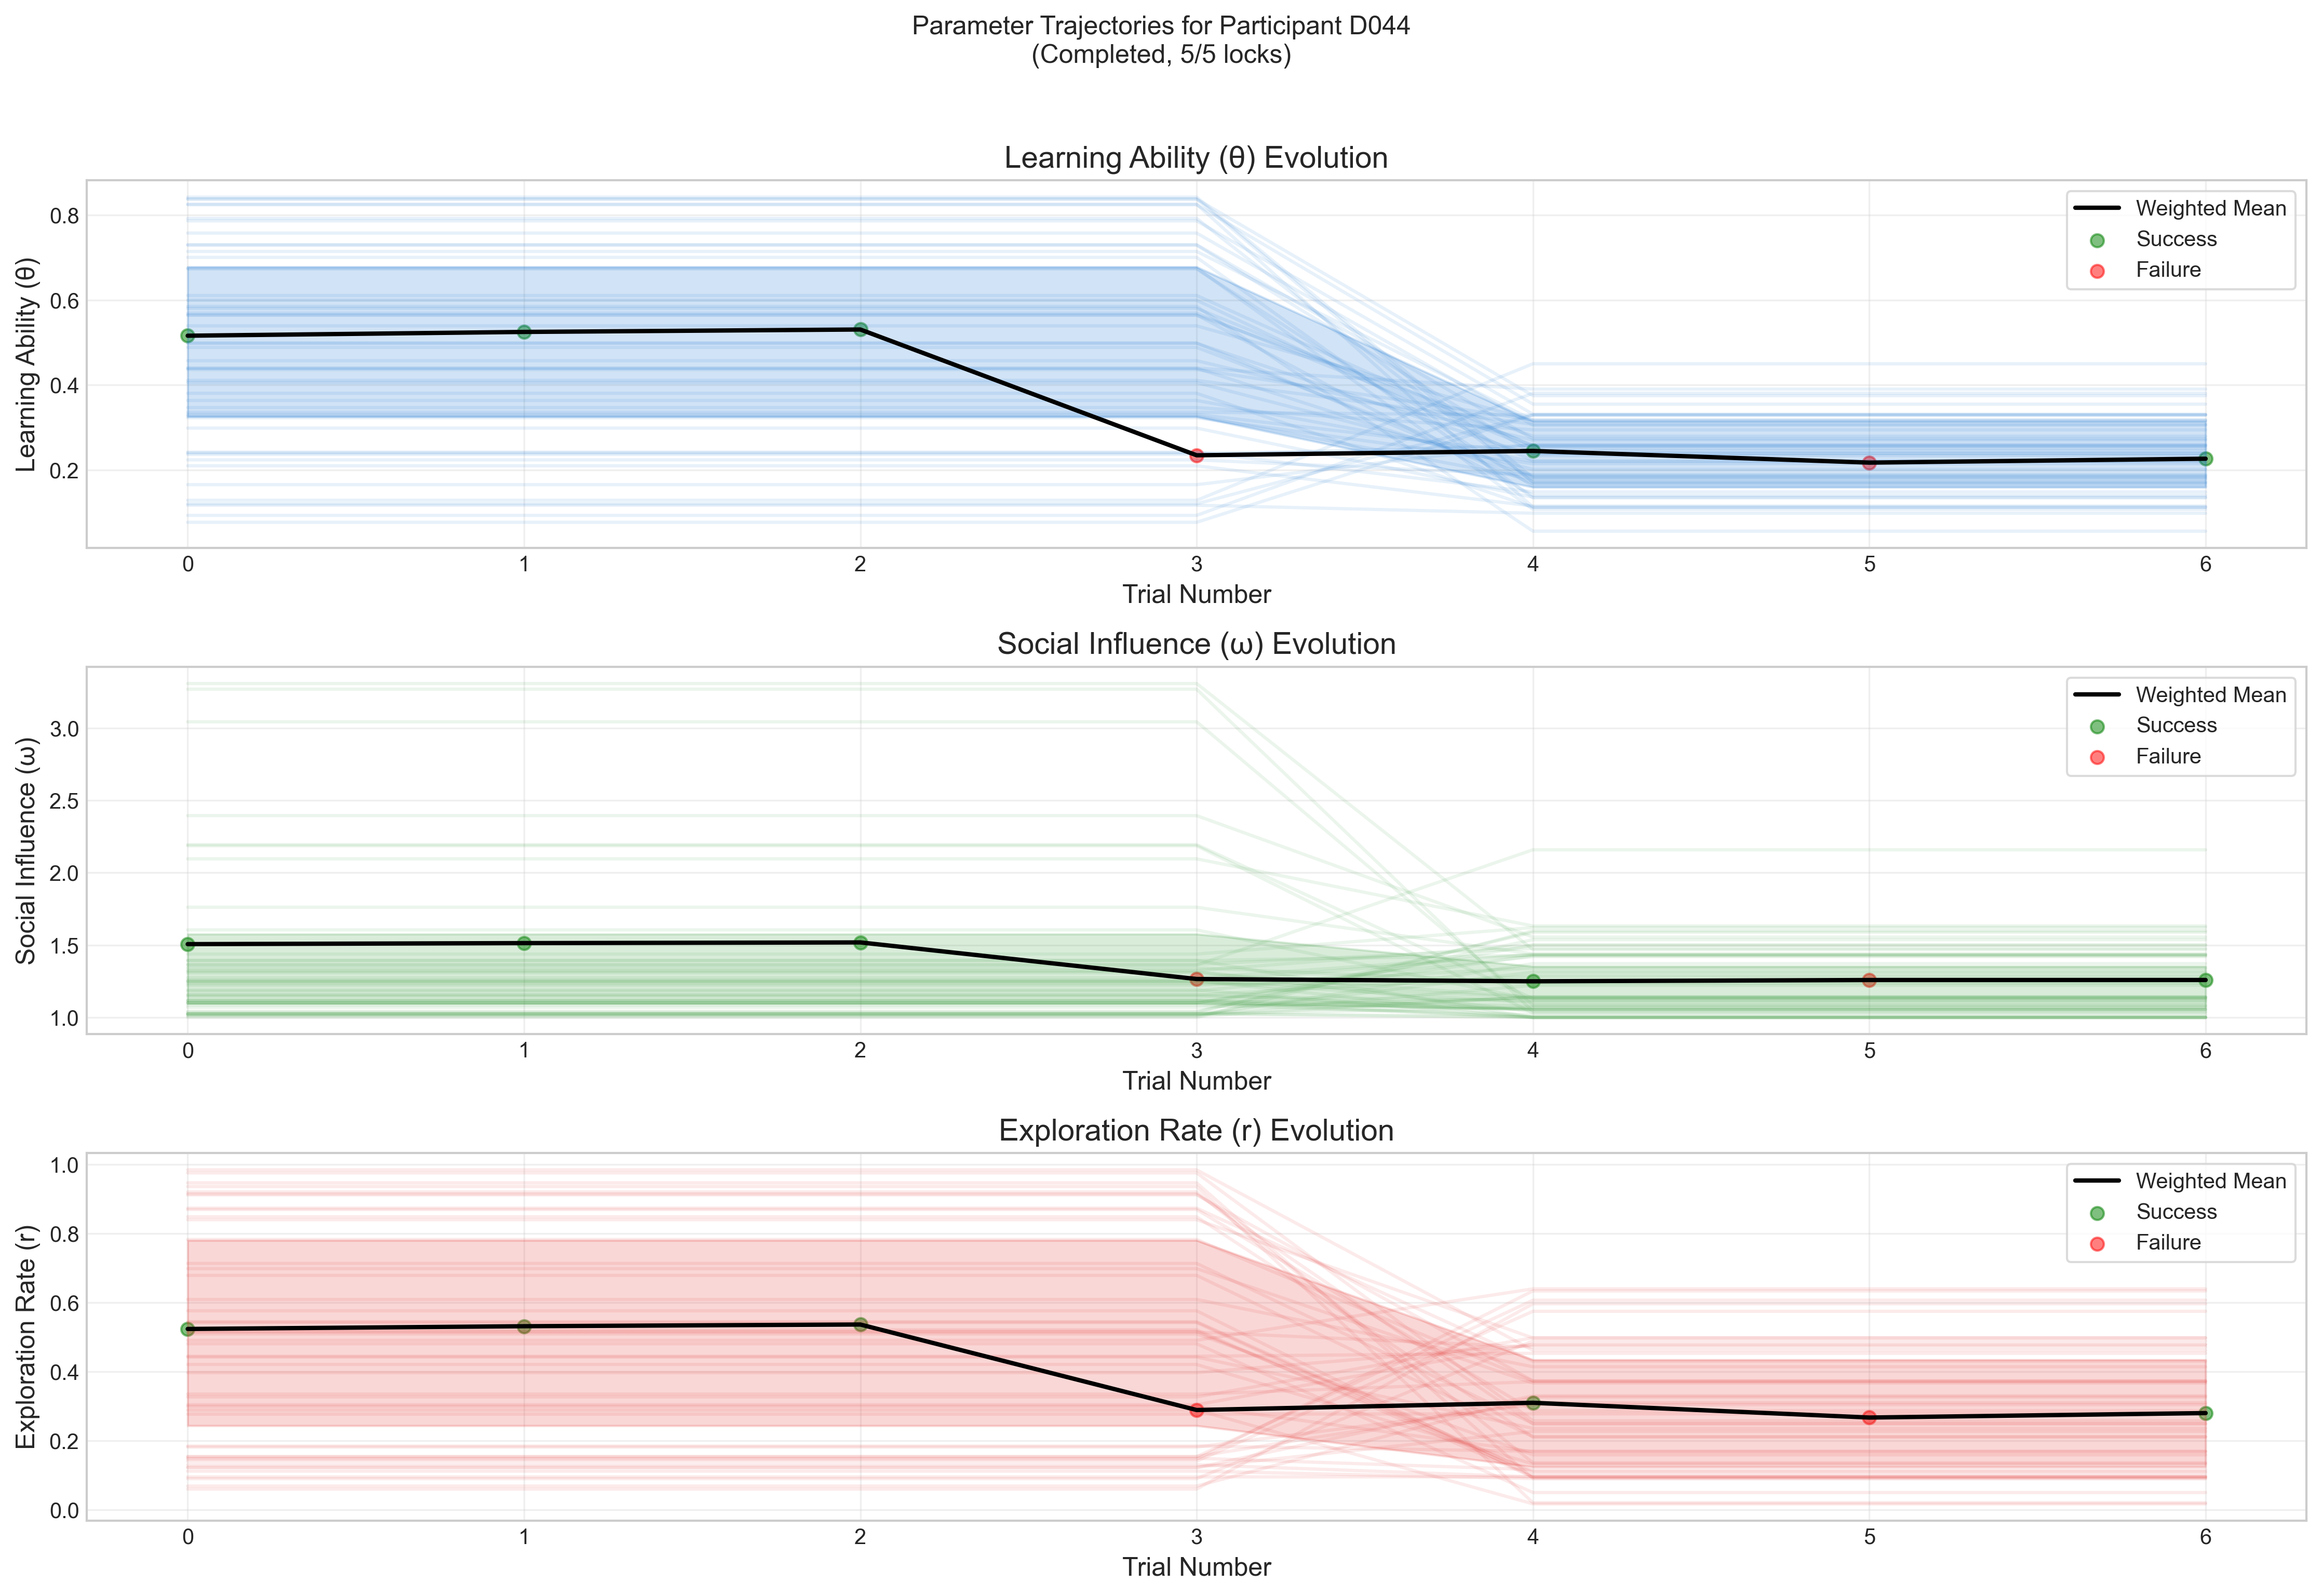 Parameter Trajectories for Participant D044
(Completed, 5/5 locks)
Learning Ability (θ) Evolution
Learning Ability (θ)
0.8
0.6
0.4
0.2
Weighted Mean
Success
Failure
0 1 2 3 4 5 6
Trial Number
Social Influence (ω) Evolution
Social Influence (ω)
3.0
2.5
2.0
1.5
1.0
Weighted Mean
Success
Failure
0 1 2 3 4 5 6
Trial Number
Exploration Rate (r) Evolution
Exploration Rate (r)
1.0
0.8
0.6
0.4
0.2
0.0
Weighted Mean
Success
Failure
0 1 2 3 4 5 6
Trial Number